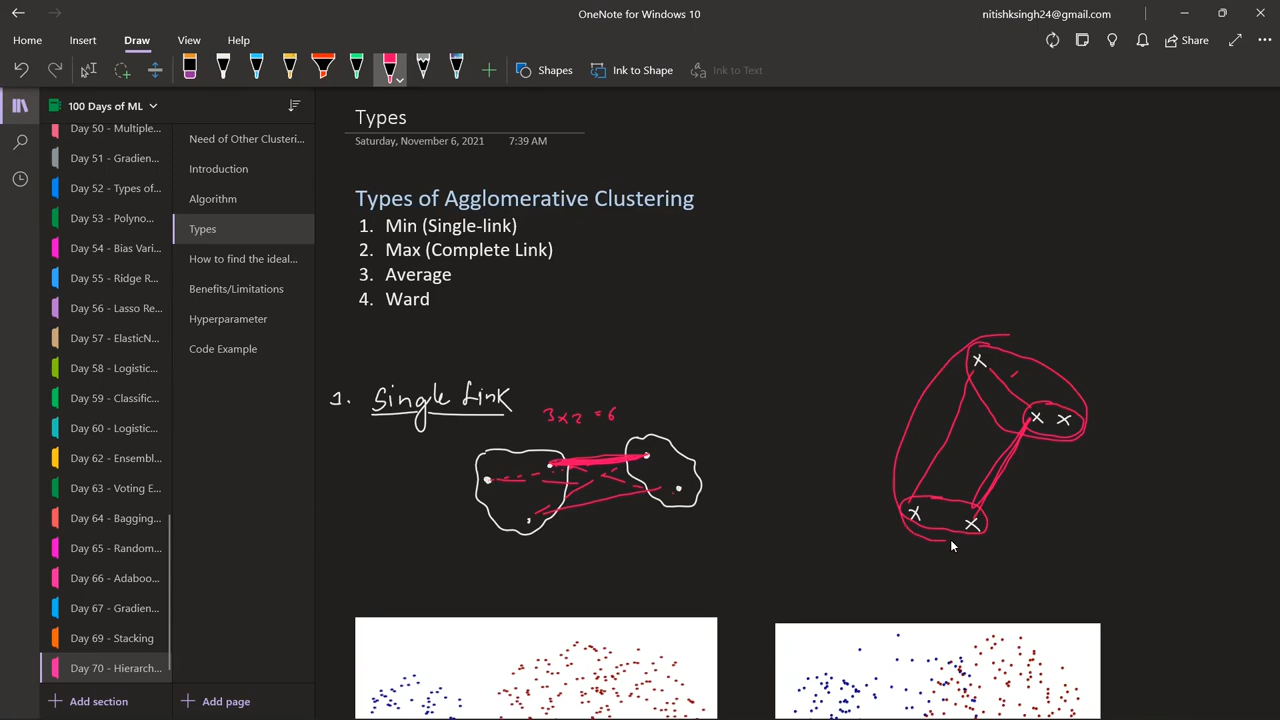 OneNote for Windows 10
nitishksingh24@gmail.com
Home
Insert
Draw
View
Help
Share
Shapes
Ink to Shape
Ink to Text
100 Days of ML
Day 50 - Multiple...
Day 51 - Gradien...
Day 52 - Types of...
Day 53 - Polyno...
Day 54 - Bias Vari...
Day 55 - Ridge R...
Day 56 - Lasso Re...
Day 57 - ElasticN...
Day 58 - Logistic...
Day 59 - Classific...
Day 60 - Logistic...
Day 62 - Ensembl...
Day 63 - Voting E...
Day 64 - Bagging...
Day 65 - Random...
Day 66 - Adaboo...
Day 67 - Gradien...
Day 69 - Stacking
Day 70 - Hierarch...
Add section
Need of Other Clusteri...
Introduction
Algorithm
Types
How to find the ideal...
Benefits/Limitations
Hyperparameter
Code Example
Add page
Types
Saturday, November 6, 2021 7:39 AM
Types of Agglomerative Clustering
1. Min (Single-link)
2. Max (Complete Link)
3. Average
4. Ward
1. Single Link
3x2 = 6
x
x x
x x